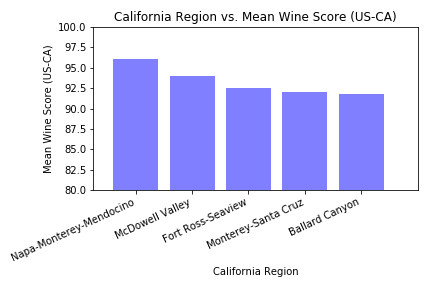 California Region vs. Mean Wine Score (US-CA)
Mean Wine Score (US-CA)
100.0
97.5
95.0
92.5
90.0
87.5
85.0
82.5
80.0
Napa-Monterey-Mendocino
McDowell Valley
Fort Ross-Seaview
Monterey-Santa Cruz
Ballard Canyon
California Region